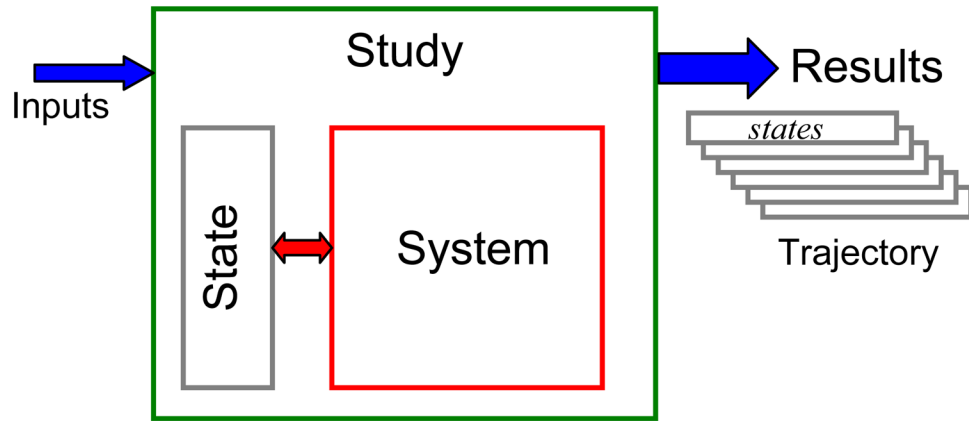 Study
Inputs
Results
states
State
System
Trajectory